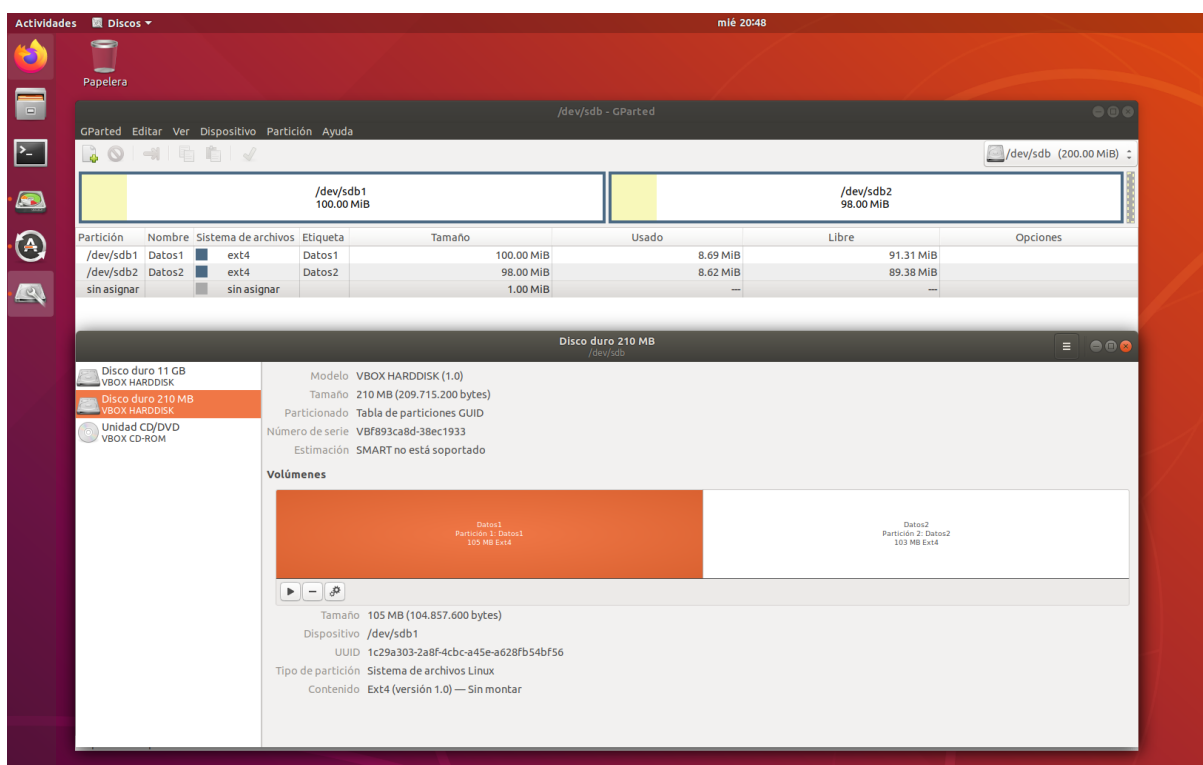 Actividades Discos mié 20:48
Papelera
/dev/sdb - GParted
GParted Editar Ver Dispositivo Partición Ayuda
/dev/sdb (200.00 MiB)
/dev/sdb1
100.00 MiB
/dev/sdb2
98.00 MiB
Partición Nombre Sistema de archivos Etiqueta Tamaño Usado Libre Opciones
/dev/sdb1 Datos1 ext4 Datos1 100.00 MiB 8.69 MiB 91.31 MiB
/dev/sdb2 Datos2 ext4 Datos2 98.00 MiB 8.62 MiB 89.38 MiB
sin asignar sin asignar 1.00 MiB --- ---
Disco duro 210 MB
/dev/sdb
Disco duro 11 GB
VBOX HARDDISK
Disco duro 210 MB
VBOX HARDDISK
Unidad CD/DVD
VBOX CD-ROM
Modelo VBOX HARDDISK (1.0)
Tamaño 210 MB (209.715.200 bytes)
Particionado Tabla de particiones GUID
Número de serie VBf893ca8d-38ec1933
Estimación SMART no está soportado
Volúmenes
Datos1
Partición 1: Datos1
105 MB Ext4
Datos2
Partición 2: Datos2
103 MB Ext4
Tamaño 105 MB (104.857.600 bytes)
Dispositivo /dev/sdb1
UUID 1c29a303-2a8f-4cbc-a45e-a628fb54bf56
Tipo de partición Sistema de archivos Linux
Contenido Ext4 (versión 1.0) — Sin montar